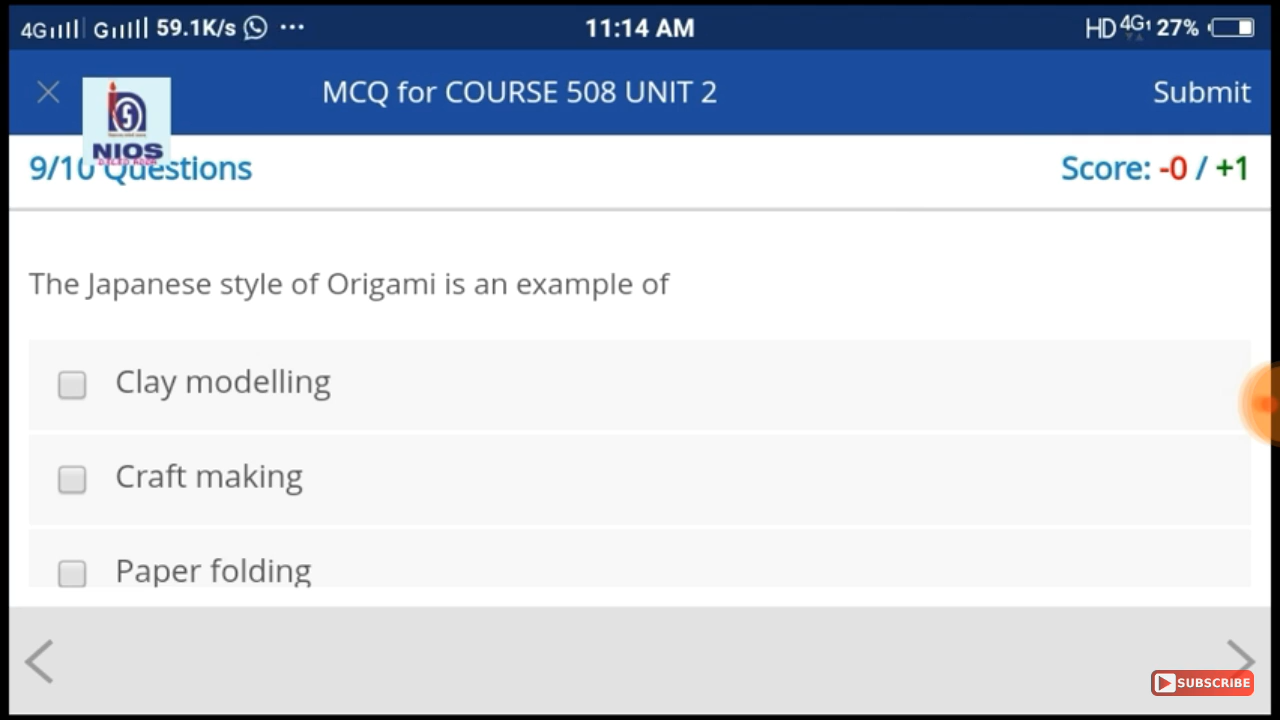 4G G 59.1K/s ... 11:14 AM HD 4G1 27%
MCQ for COURSE 508 UNIT 2 Submit
NIOS
9/10 Questions Score: -0 / +1
The Japanese style of Origami is an example of
Clay modelling
Craft making
Paper folding
SUBSCRIBE